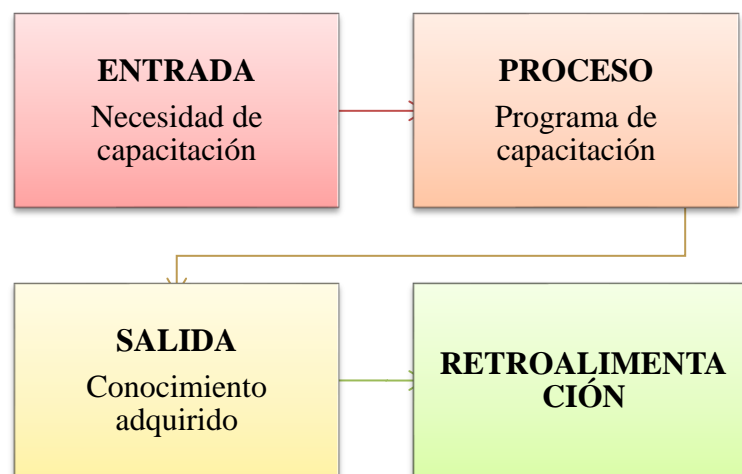 ENTRADA
Necesidad de
capacitación
PROCESO
Programa de
capacitación
SALIDA
Conocimiento
adquirido
RETROALIMENTA
CIÓN